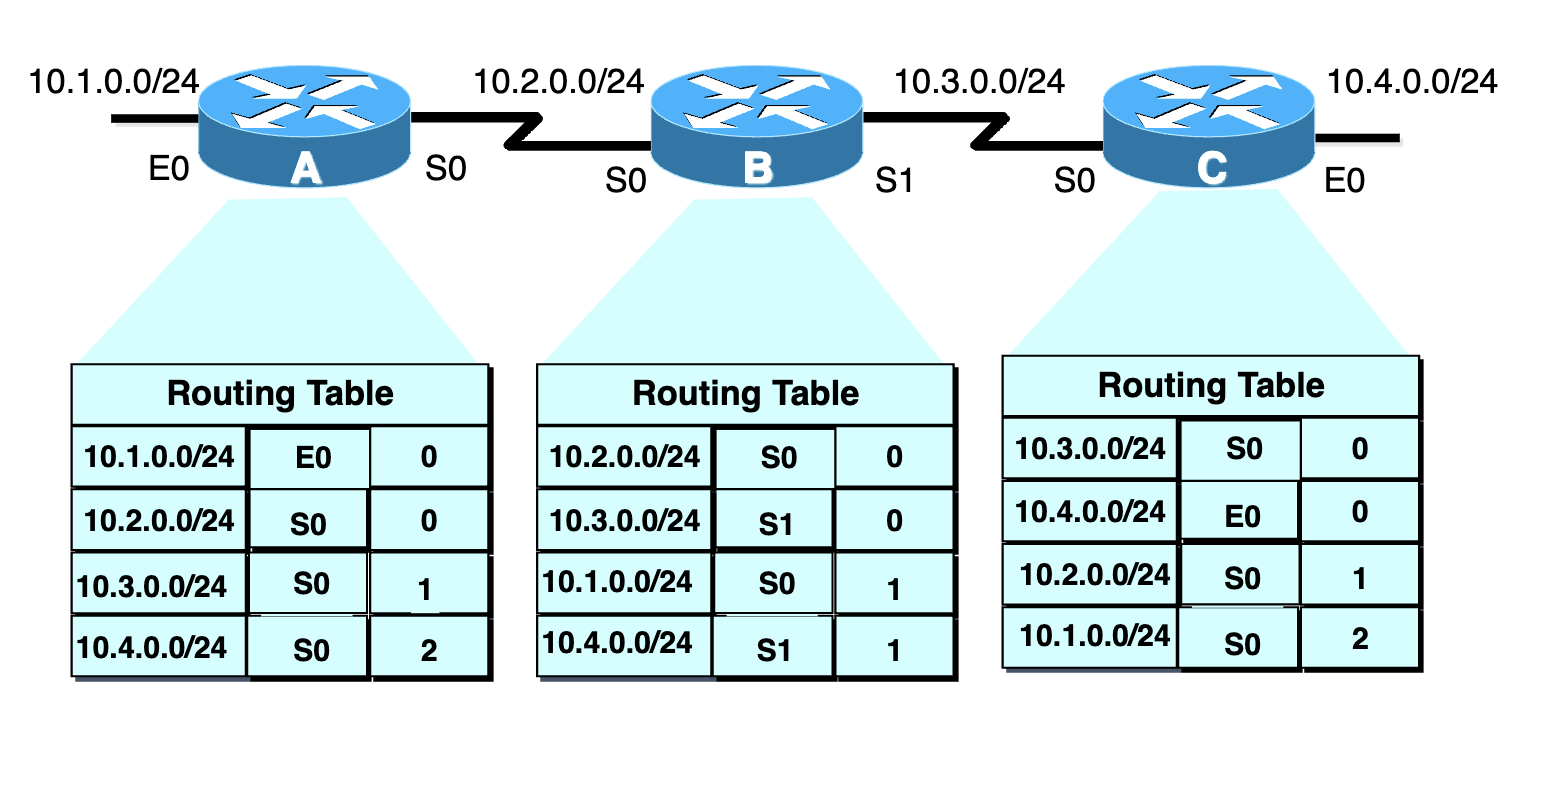 10.1.0.0/24 10.2.0.0/24 10.3.0.0/24 10.4.0.0/24
E0 A S0 S0 B S1 S0 C E0
Routing Table
10.1.0.0/24 E0 0
10.2.0.0/24 S0 0
10.3.0.0/24 S0 1
10.4.0.0/24 S0 2
Routing Table
10.2.0.0/24 S0 0
10.3.0.0/24 S1 0
10.1.0.0/24 S0 1
10.4.0.0/24 S1 1
Routing Table
10.3.0.0/24 S0 0
10.4.0.0/24 E0 0
10.2.0.0/24 S0 1
10.1.0.0/24 S0 2